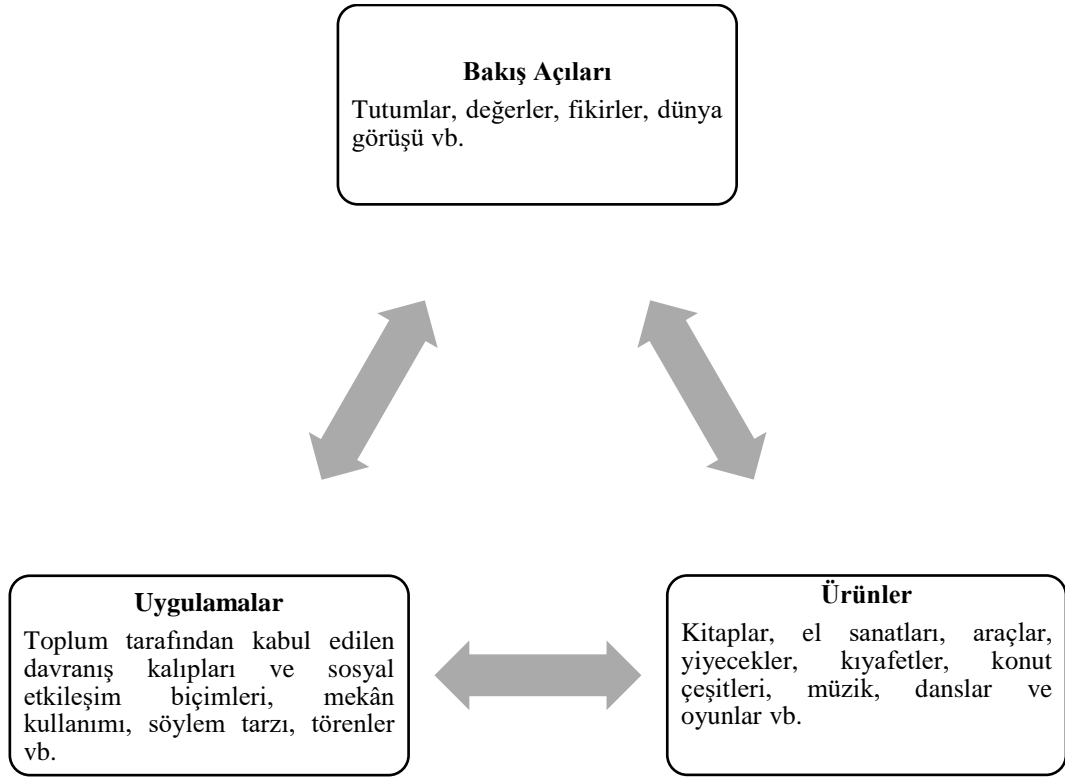 Bakış Açıları
Tutumlar, değerler, fikirler, dünya
görüşü vb.
Uygulamalar
Toplum tarafından kabul edilen
davranış kalıpları ve sosyal
etkileşim biçimleri, mekân
kullanımı, söylem tarzı, törenler
vb.
Ürünler
Kitaplar, el sanatları, araçlar,
yiyecekler, kıyafetler, konut
çeşitleri, müzik, danslar ve
oyunlar vb.